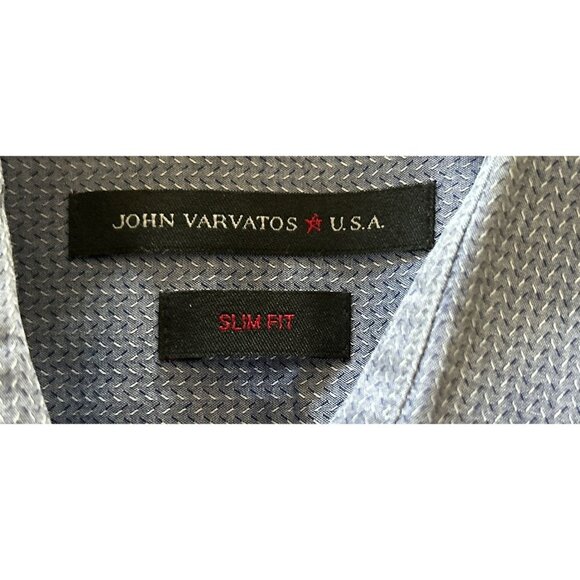 JOHN VARVATOS ☆ U.S.A.
SLIM FIT